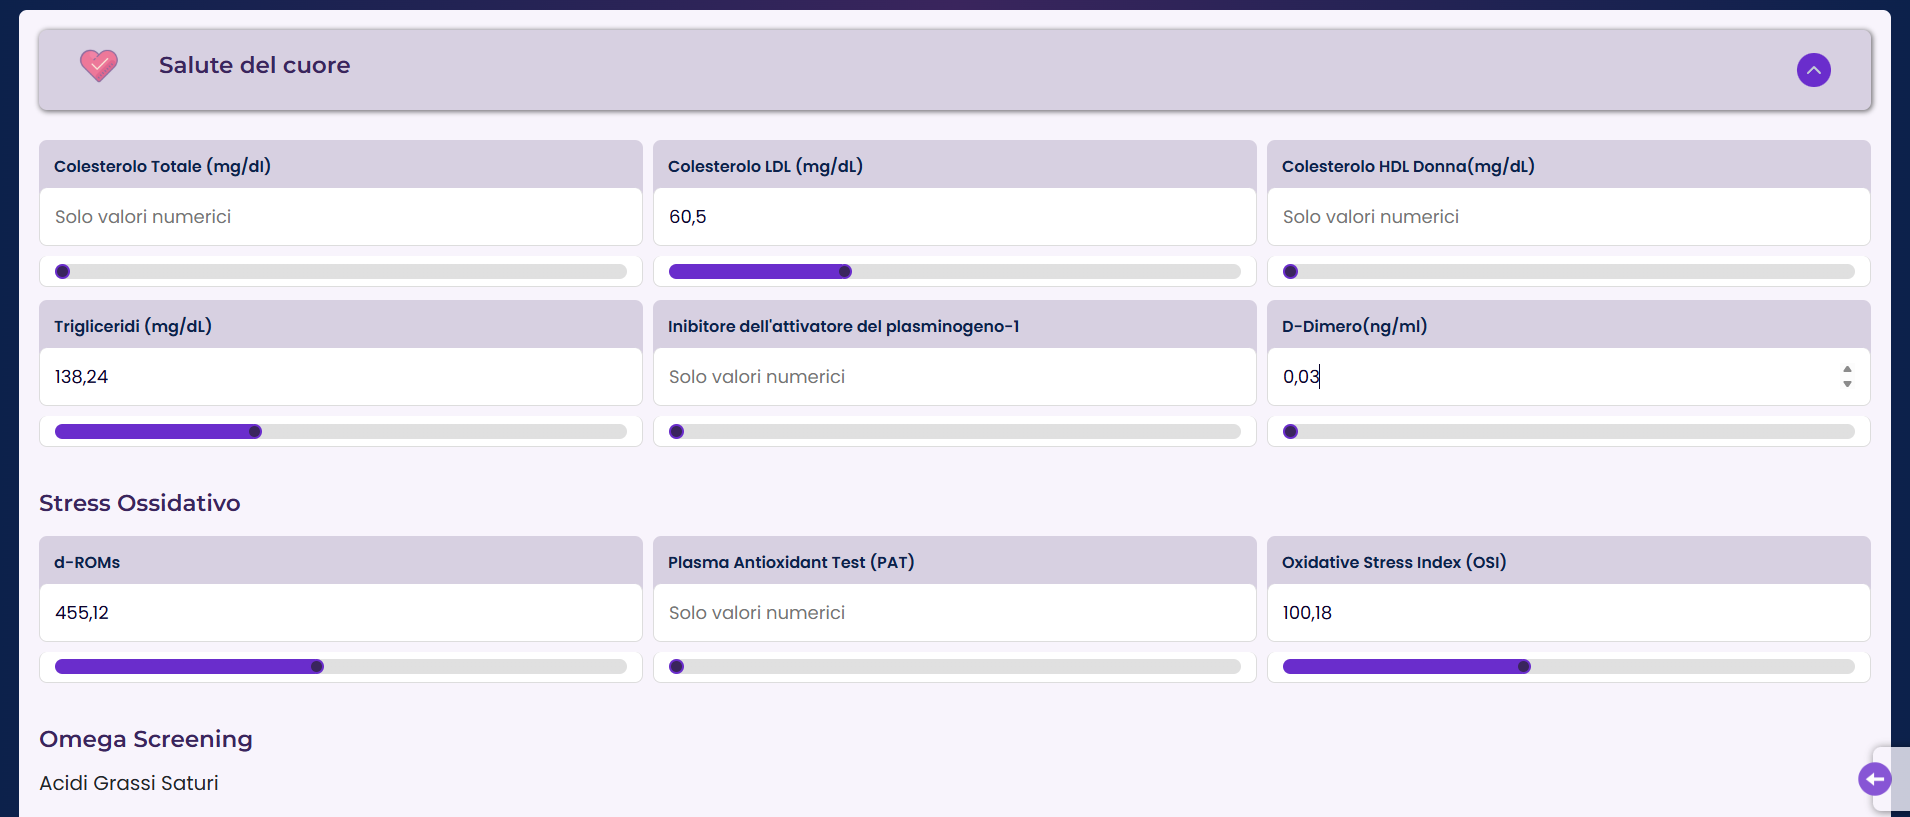 Salute del cuore
Colesterolo Totale (mg/dl)
Colesterolo LDL (mg/dL)
Colesterolo HDL Donna(mg/dL)
Solo valori numerici
60,5
Solo valori numerici
Trigliceridi (mg/dL)
Inibitore dell'attivatore del plasminogeno-1
D-Dimero(ng/ml)
138,24
Solo valori numerici
0,03
Stress Ossidativo
d-ROMs
Plasma Antioxidant Test (PAT)
Oxidative Stress Index (OSI)
455,12
Solo valori numerici
100,18
Omega Screening
Acidi Grassi Saturi